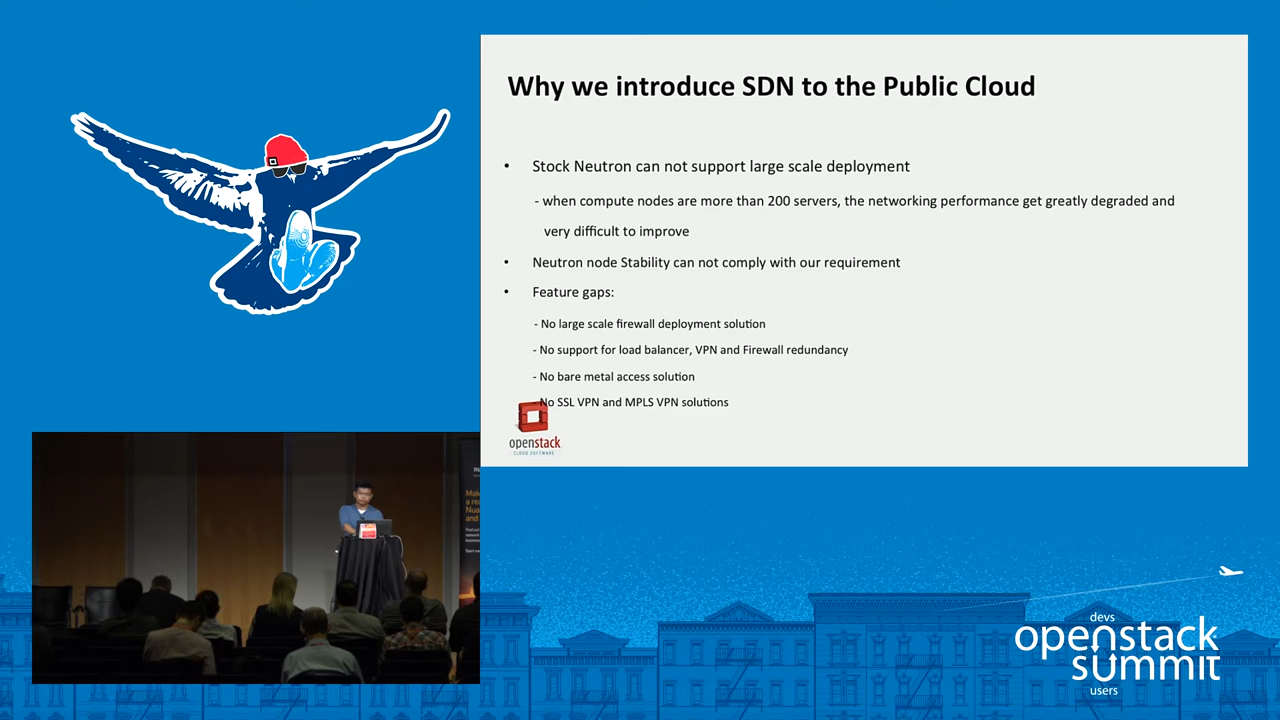 Why we introduce SDN to the Public Cloud
• Stock Neutron can not support large scale deployment
- when compute nodes are more than 200 servers, the networking performance get greatly degraded and
very difficult to improve
• Neutron node Stability can not comply with our requirement
• Feature gaps:
- No large scale firewall deployment solution
- No support for load balancer, VPN and Firewall redundancy
- No bare metal access solution
- No SSL VPN and MPLS VPN solutions
openstack
CLOUD SOFTWARE
Mak
a re
Nua
and
devs
openstack
summit
users